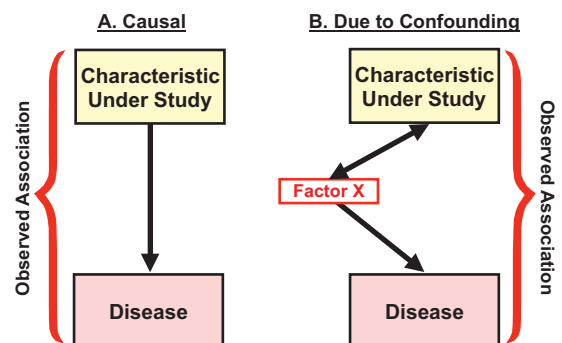 A. Causal
B. Due to Confounding
Observed Association
Characteristic
Under Study
Disease
Characteristic
Under Study
Factor X
Disease
Observed Association